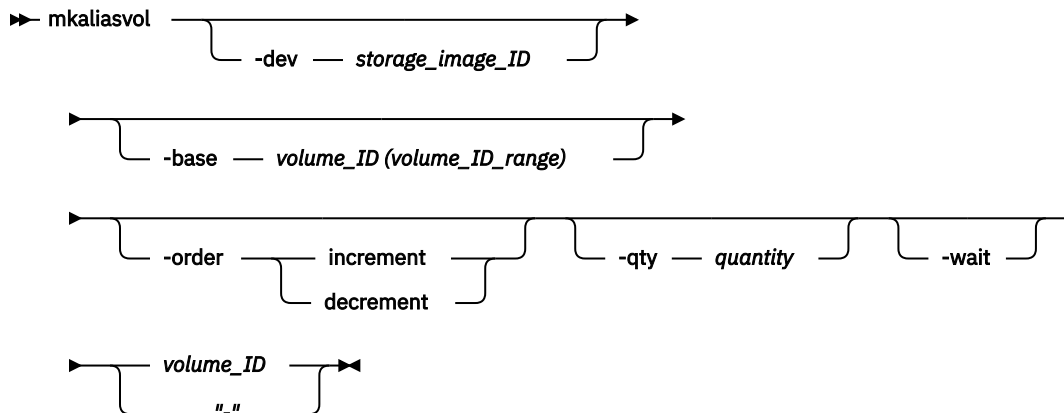 mkaliasvol
-dev storage_image_ID
-base volume_ID (volume_ID_range)
-order increment -qty quantity -wait
decrement
volume_ID
"-"